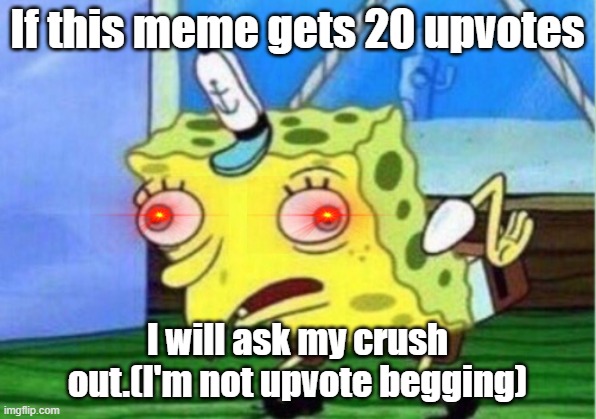 If this meme gets 20 upvotes
I will ask my crush
out.(I'm not upvote begging)
imgflip.com